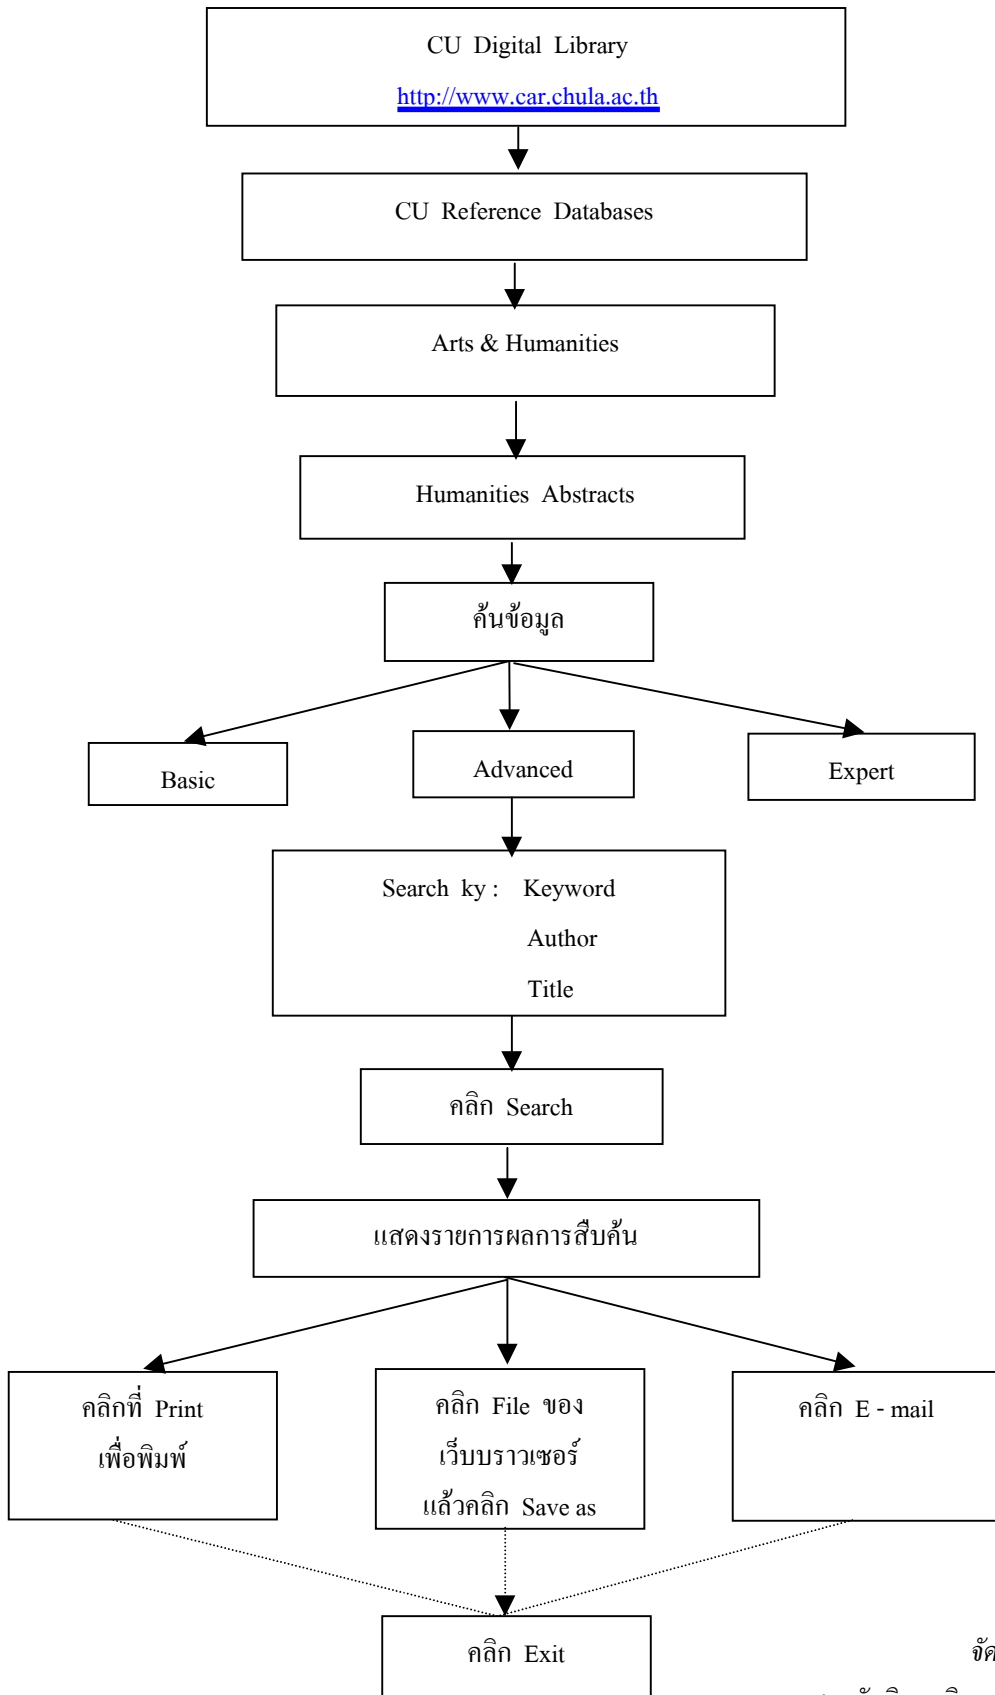 CU Digital Library
http://www.car.chula.ac.th
CU Reference Databases
Arts & Humanities
Humanities Abstracts
ค้นข้อมูล
Basic
Advanced
Expert
Search ky : Keyword
Author
Title
คลิก Search
แสดงรายการผลการสืบค้น
คลิกที่ Print
เพื่อพิมพ์
คลิก File ของ
เว็บบราวเซอร์
แล้วคลิก Save as
คลิก E - mail
คลิก Exit
จัด